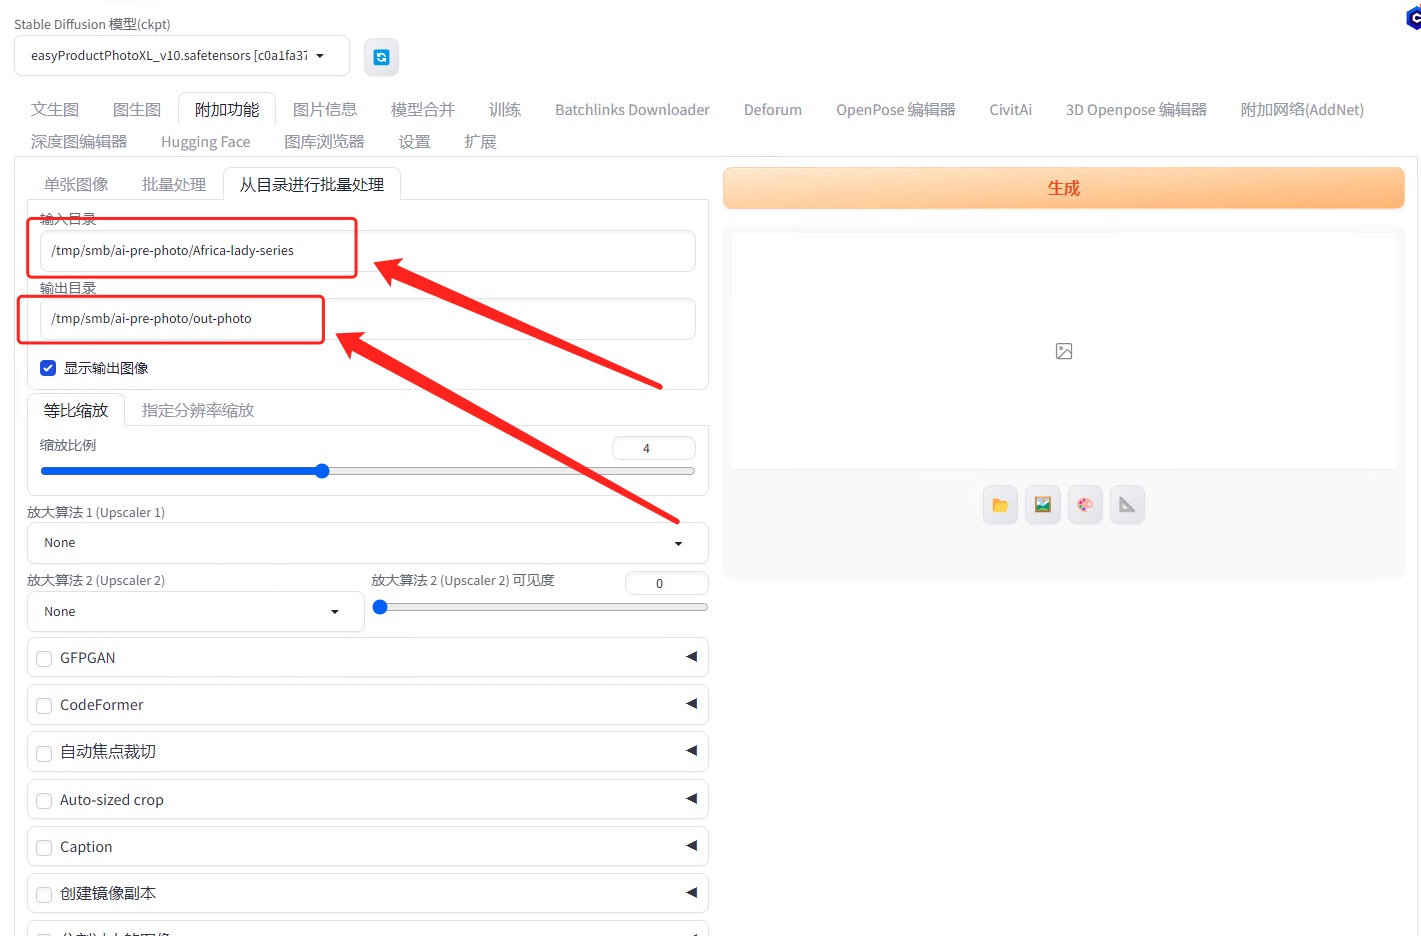 Stable Diffusion 模型(ckpt)
easyProductPhotoXL_v10.safetensors [c0a1fa37
文生图 图生图 附加功能 图片信息 模型合并 训练 Batchlinks Downloader Deforum OpenPose 编辑器 CivitAi 3D Openpose 编辑器 附加网络(AddNet)
深度图编辑器 Hugging Face 图库浏览器 设置 扩展
单张图像 批量处理 从目录进行批量处理
生成
输入目录
/tmp/smb/ai-pre-photo/Africa-lady-series
输出目录
/tmp/smb/ai-pre-photo/out-photo
显示输出图像
等比缩放 指定分辨率缩放
缩放比例 4
放大算法 1 (Upscaler 1)
None
放大算法 2 (Upscaler 2) 放大算法 2 (Upscaler 2) 可见度 0
None
GFPGAN
CodeFormer
自动焦点裁切
Auto-sized crop
Caption
创建镜像副本